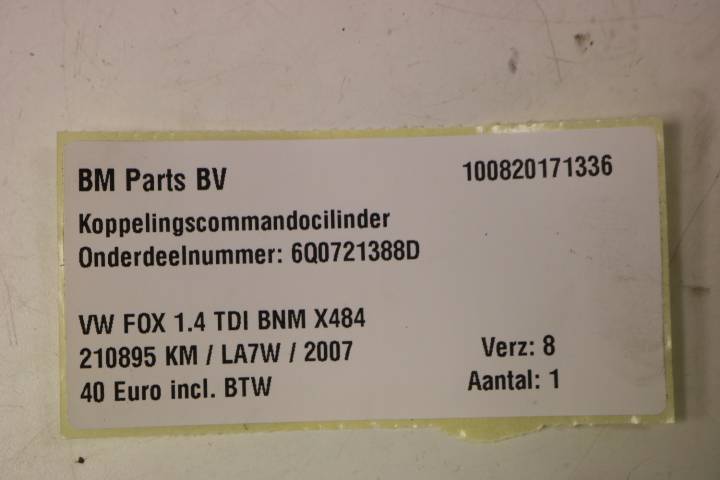 BM Parts BV 100820171336
Koppelingscommandocilinder
Onderdeelnummer: 6Q0721388D
VW FOX 1.4 TDI BNM X484
210895 KM / LA7W / 2007 Verz: 8
40 Euro incl. BTW Aantal: 1